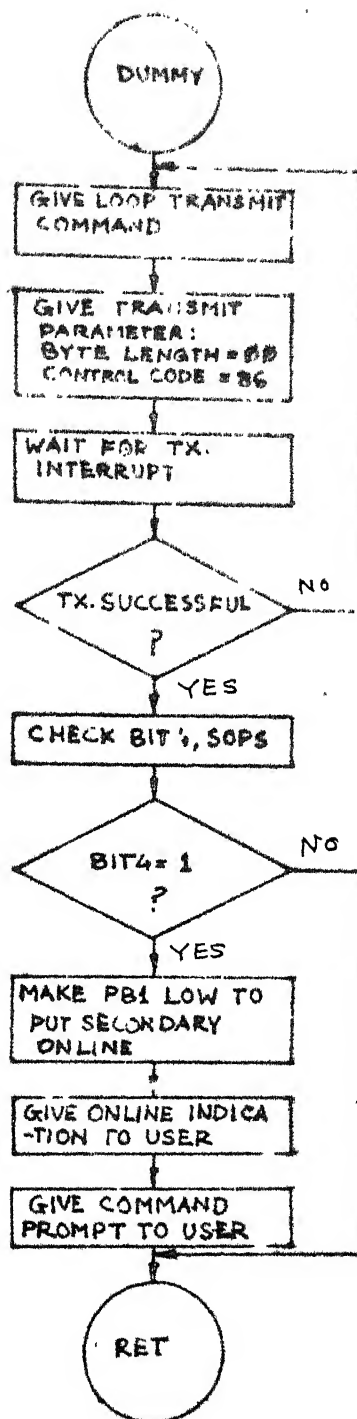 DUMMY
GIVE LOOP TRANSMIT
COMMAND
GIVE TRANSMIT
PARAMETER:
BYTE LENGTH = 00
CONTROL CODE = 86
WAIT FOR TX.
INTERRUPT
TX. SUCCESSFUL
?
NO
YES
CHECK BIT 4, SOPS
BIT4 = 1
?
NO
YES
MAKE PB1 LOW TO
PUT SECONDARY
ONLINE
GIVE ONLINE INDICA
-TION TO USER
GIVE COMMAND
PROMPT TO USER
RET